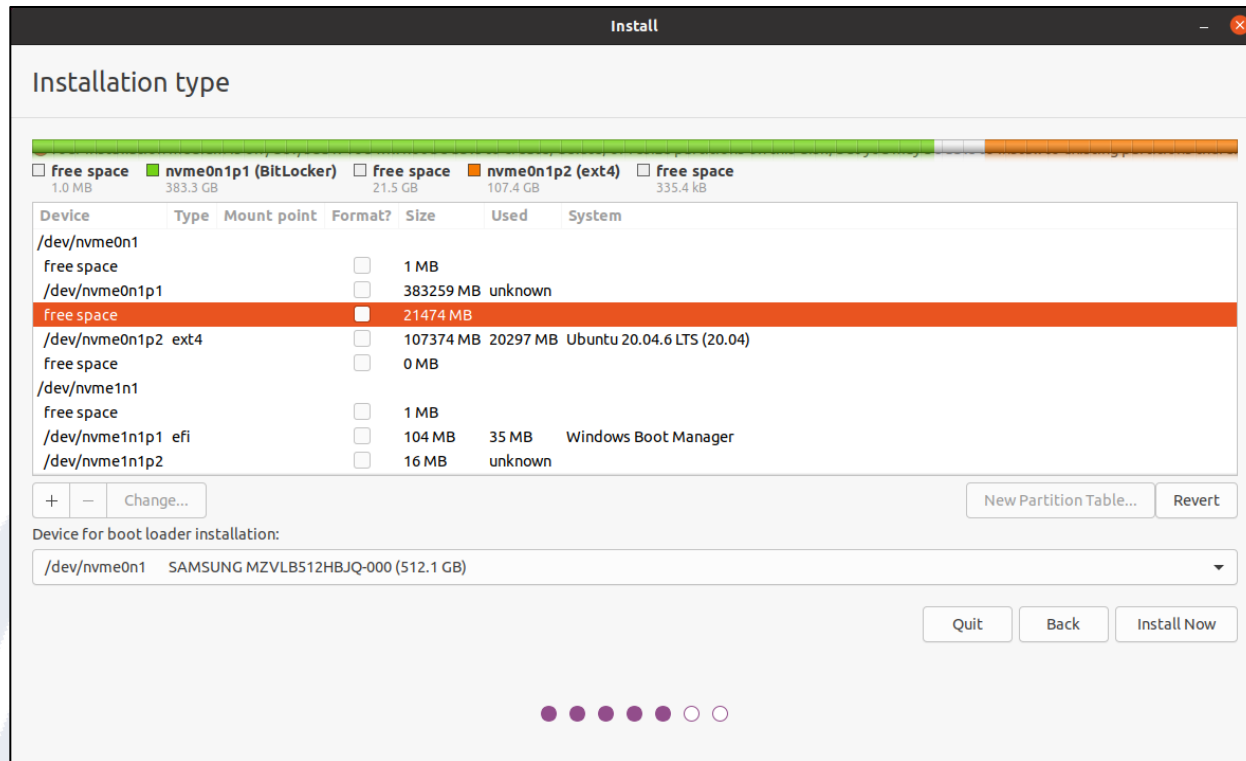 Install
Installation type
free space nvme0n1p1 (BitLocker) free space nvme0n1p2 (ext4) free space
1.0 MB 383.3 GB 21.5 GB 107.4 GB 335.4 kB
Device Type Mount point Format? Size Used System
/dev/nvme0n1
free space 1 MB
/dev/nvme0n1p1 383259 MB unknown
free space 21474 MB
/dev/nvme0n1p2 ext4 107374 MB 20297 MB Ubuntu 20.04.6 LTS (20.04)
free space 0 MB
/dev/nvme1n1
free space 1 MB
/dev/nvme1n1p1 efi 104 MB 35 MB Windows Boot Manager
/dev/nvme1n1p2 16 MB unknown
+ − Change... New Partition Table... Revert
Device for boot loader installation:
/dev/nvme0n1 SAMSUNG MZVLB512HBJQ-000 (512.1 GB)
Quit Back Install Now